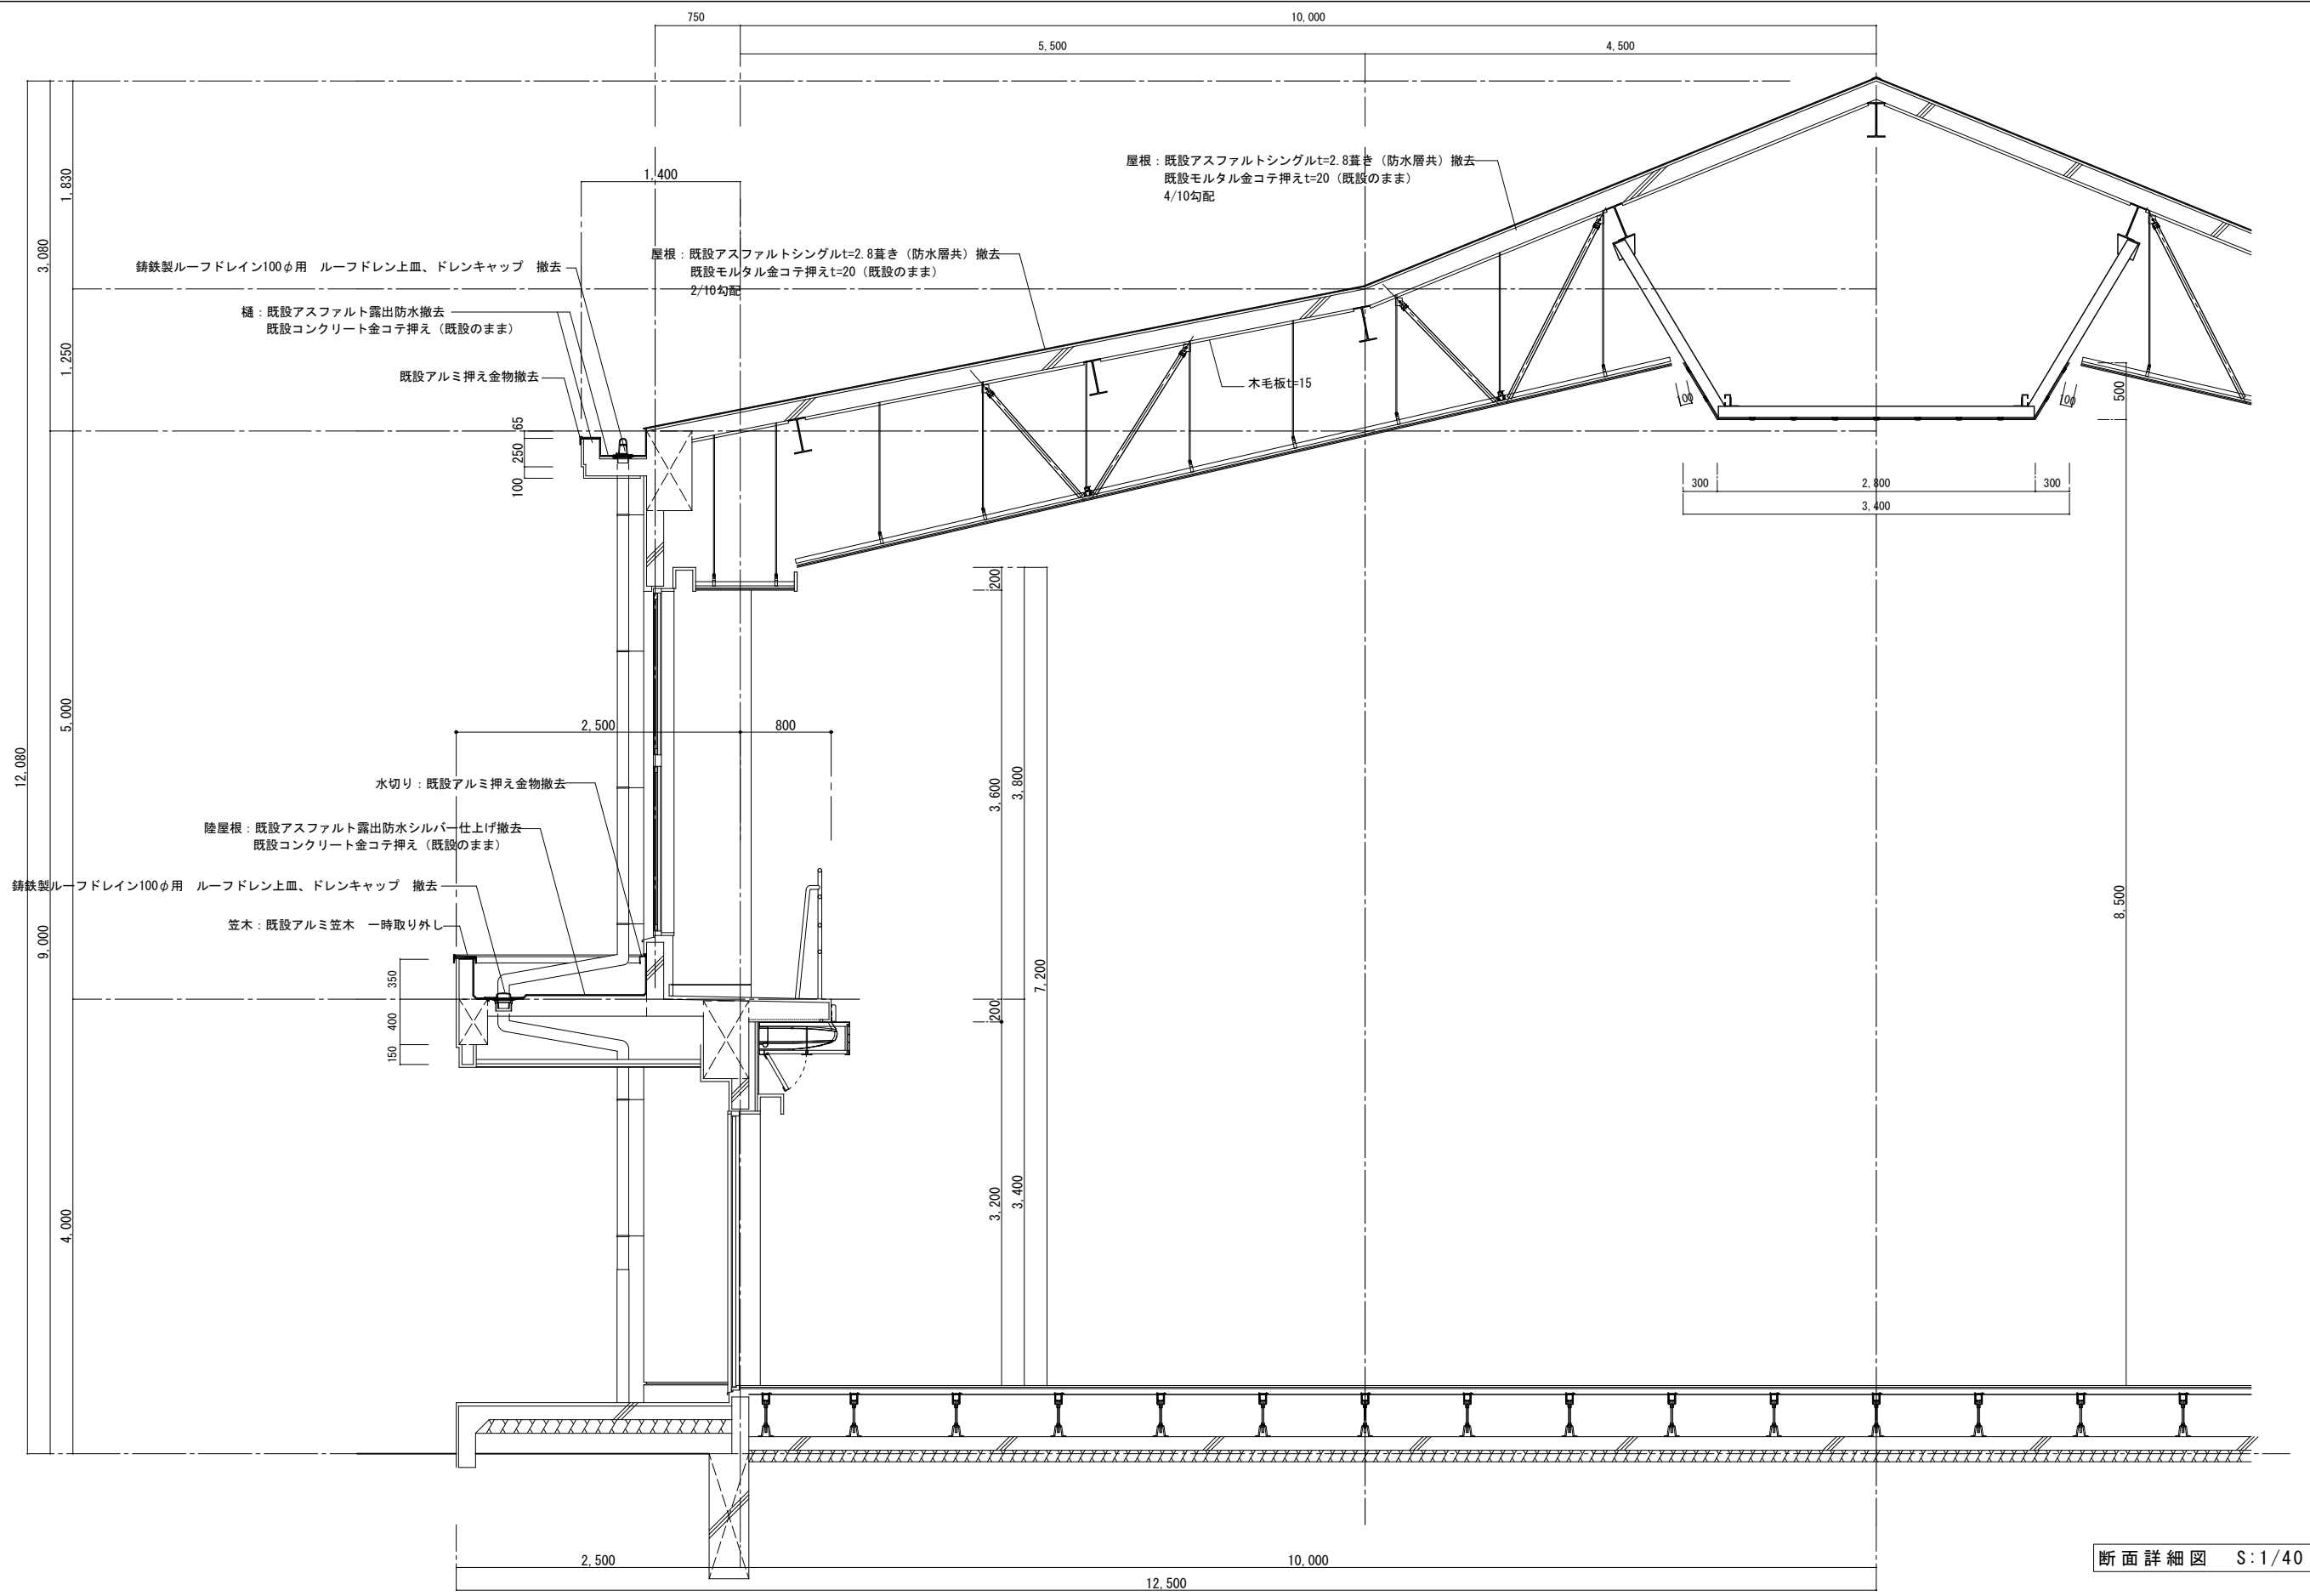 750
10,000
5,500
4,500
1,830
3,080
1,400
屋根：既設アスファルトシングルt=2.8葺き（防水層共）撤去
既設モルタル金コテ押えt=20（既設のまま）
4/10勾配
屋根：既設アスファルトシングルt=2.8葺き（防水層共）撤去
既設モルタル金コテ押えt=20（既設のまま）
2/10勾配
鋳鉄製ルーフドレイン100φ用　ルーフドレン上皿、ドレンキャップ　撤去
樋：既設アスファルト露出防水撤去
既設コンクリート金コテ押え（既設のまま）
1,250
既設アルミ押え金物撤去
木毛板t=15
100
100
500
65
250
100
300
2,800
300
3,400
200
5,000
2,500
800
12,080
水切り：既設アルミ押え金物撤去
3,600
3,800
陸屋根：既設アスファルト露出防水シルバー仕上げ撤去
既設コンクリート金コテ押え（既設のまま）
鋳鉄製ルーフドレイン100φ用　ルーフドレン上皿、ドレンキャップ　撤去
8,500
笠木：既設アルミ笠木　一時取り外し
9,000
350
7,200
200
400
150
4,000
3,200
3,400
2,500
10,000
12,500
断面詳細図　S:1/40